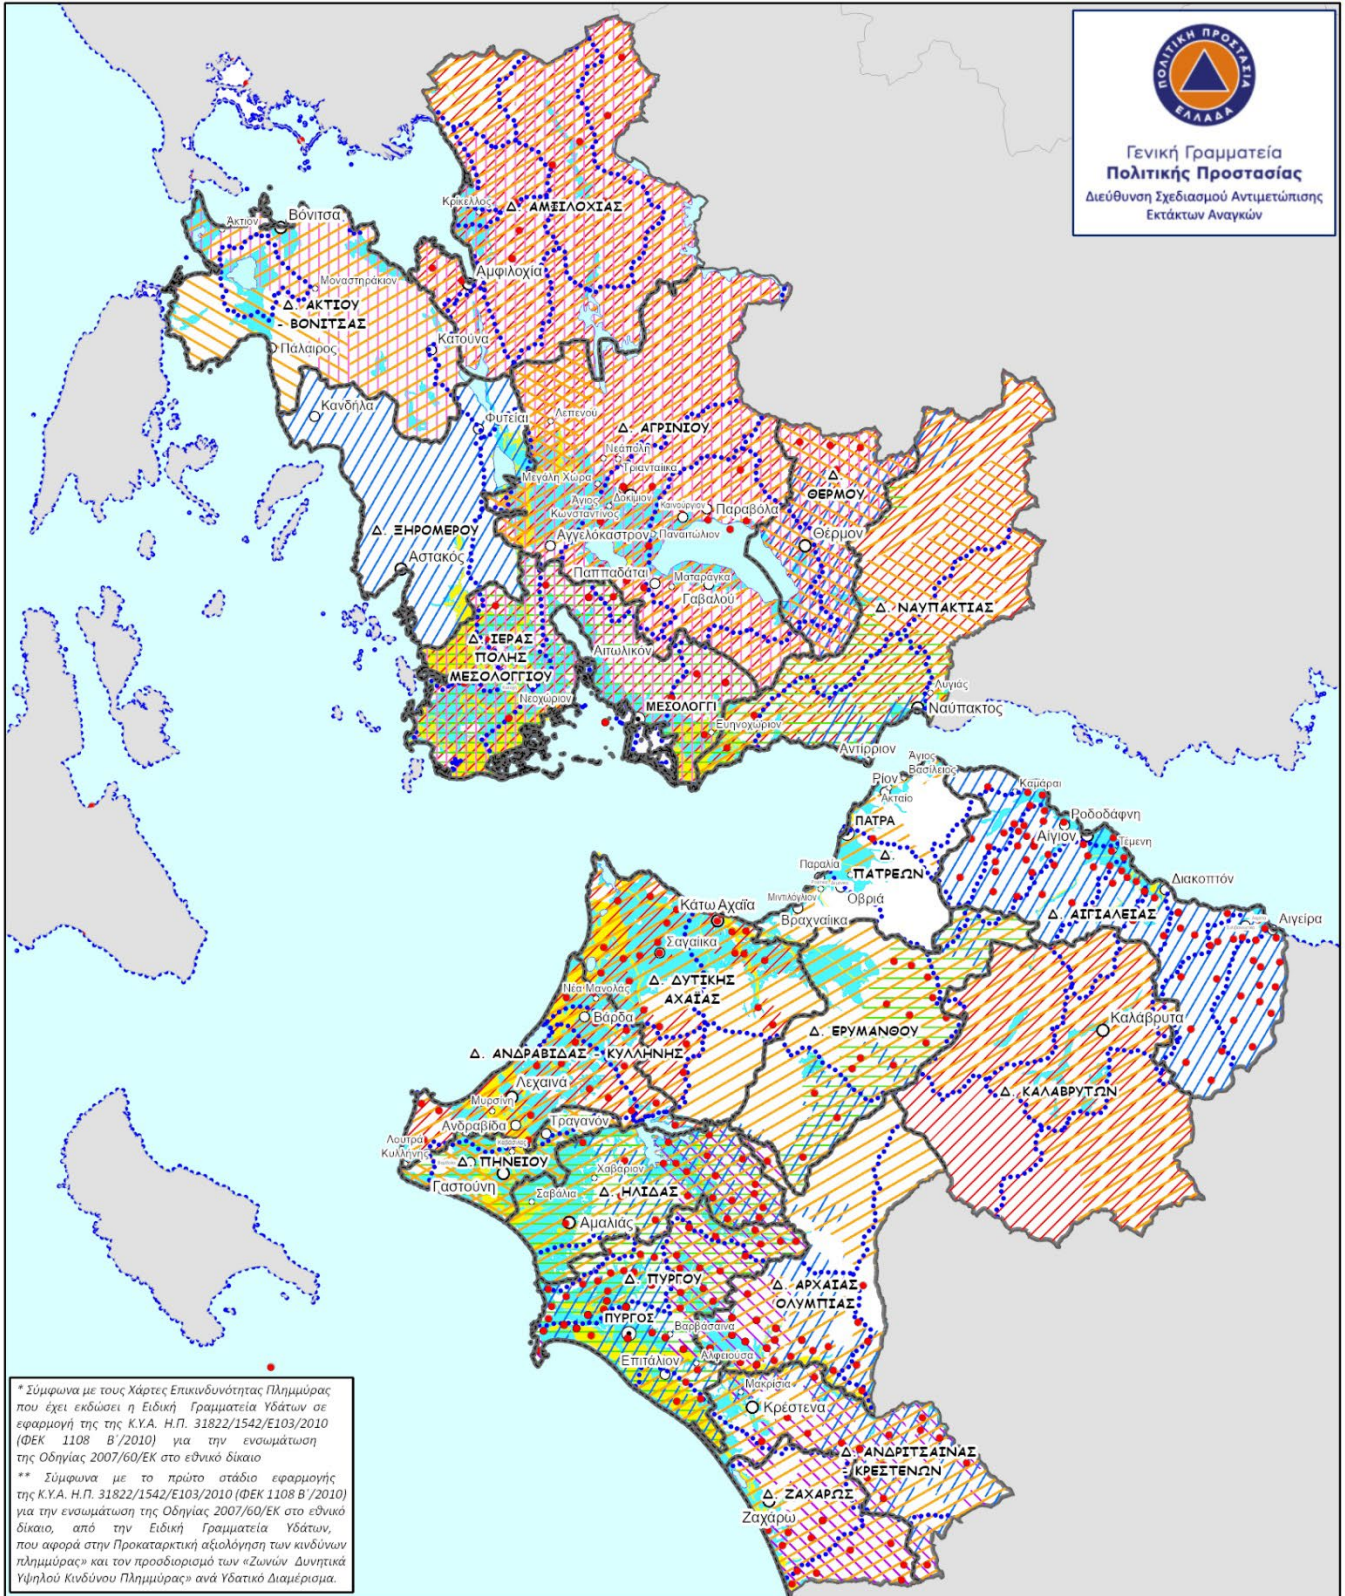 ΠΟΛΙΤΙΚΗ ΠΡΟΣΤΑΣΙΑ
ΕΛΛΑΔΑ
Γενική Γραμματεία
Πολιτικής Προστασίας
Διεύθυνση Σχεδιασμού Αντιμετώπισης
Εκτάκτων Αναγκών
Κρίκελλος
Δ. ΑΜΦΙΛΟΧΙΑΣ
Άκτιον
Βόνιτσα
Αμφιλοχία
Μοναστηράκιον
Δ. ΑΚΤΙΟΥ
- ΒΟΝΙΤΣΑΣ
Πάλαιρος
Κατούνα
Κανδήλα
Φυτείαι
Λεπενού
Δ. ΑΓΡΙΝΙΟΥ
Νεάπολη
Τριανταίικα
Μεγάλη Χώρα
Δ.
ΘΕΡΜΟΥ
Άγιος
Κωνσταντίνος
Δοκίμιον
Καινούργιον
Παραβόλα
Δ. ΞΗΡΟΜΕΡΟΥ
Αγγελόκαστρον
Παναιτώλιον
Θέρμον
Αστακός
Παππαδάται
Ματαράγκα
Γαβαλού
Δ. ΝΑΥΠΑΚΤΙΑΣ
Δ. ΙΕΡΑΣ
ΠΟΛΗΣ
ΜΕΣΟΛΟΓΓΙΟΥ
Αιτωλικόν
Νεοχώριον
ΜΕΣΟΛΟΓΓΙ
Ευηνοχώριον
Λυγιάς
Ναύπακτος
Αντίρριον
Άγιος
Βασίλειος
Ρίον
Ακταίο
Καμάραι
ΠΑΤΡΑ
Ροδοδάφνη
Αίγιον
Τέμενη
Δ.
ΠΑΤΡΕΩΝ
Παραλία
Διακοπτόν
Μιντιλόγλιον
Οβριά
Βραχναίικα
Δ. ΑΙΓΙΑΛΕΙΑΣ
Αιγείρα
Κάτω Αχαΐα
Σαγαίικα
Δ. ΔΥΤΙΚΗΣ
ΑΧΑΪΑΣ
Νέα Μανολάς
Βάρδα
Δ. ΕΡΥΜΑΝΘΟΥ
Καλάβρυτα
Δ. ΑΝΔΡΑΒΙΔΑΣ - ΚΥΛΛΗΝΗΣ
Δ. ΚΑΛΑΒΡΥΤΩΝ
Λεχαινά
Μυρσίνη
Ανδραβίδα
Τραγανόν
Λουτρά
Κυλλήνης
Δ. ΠΗΝΕΙΟΥ
Γαστούνη
Χαβάριον
Δ. ΗΛΙΔΑΣ
Σαβάλια
Αμαλιάς
Δ. ΠΥΡΓΟΥ
Δ. ΑΡΧΑΙΑΣ
ΟΛΥΜΠΙΑΣ
ΠΥΡΓΟΣ
Βαρβάσαινα
Επιτάλιον
Αλφειούσα
Μακρίσια
Κρέστενα
Δ. ΑΝΔΡΙΤΣΑΙΝΑΣ
- ΚΡΕΣΤΕΝΩΝ
Δ. ΖΑΧΑΡΩΣ
Ζαχάρω
* Σύμφωνα με τους Χάρτες Επικινδυνότητας Πλημμύρας
που έχει εκδώσει η Ειδική Γραμματεία Υδάτων σε
εφαρμογή της της Κ.Υ.Α. Η.Π. 31822/1542/Ε103/2010
(ΦΕΚ 1108 Β΄/2010) για την ενσωμάτωση
της Οδηγίας 2007/60/ΕΚ στο εθνικό δίκαιο
** Σύμφωνα με το πρώτο στάδιο εφαρμογής
της Κ.Υ.Α. Η.Π. 31822/1542/Ε103/2010 (ΦΕΚ 1108 Β΄/2010)
για την ενσωμάτωση της Οδηγίας 2007/60/ΕΚ στο εθνικό
δίκαιο, από την Ειδική Γραμματεία Υδάτων,
που αφορά στην Προκαταρκτική αξιολόγηση των κινδύνων
πλημμύρας» και τον προσδιορισμό των «Ζωνών Δυνητικά
Υψηλού Κινδύνου Πλημμύρας» ανά Υδατικό Διαμέρισμα.